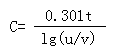 C= 0.301t / lg(u/v)